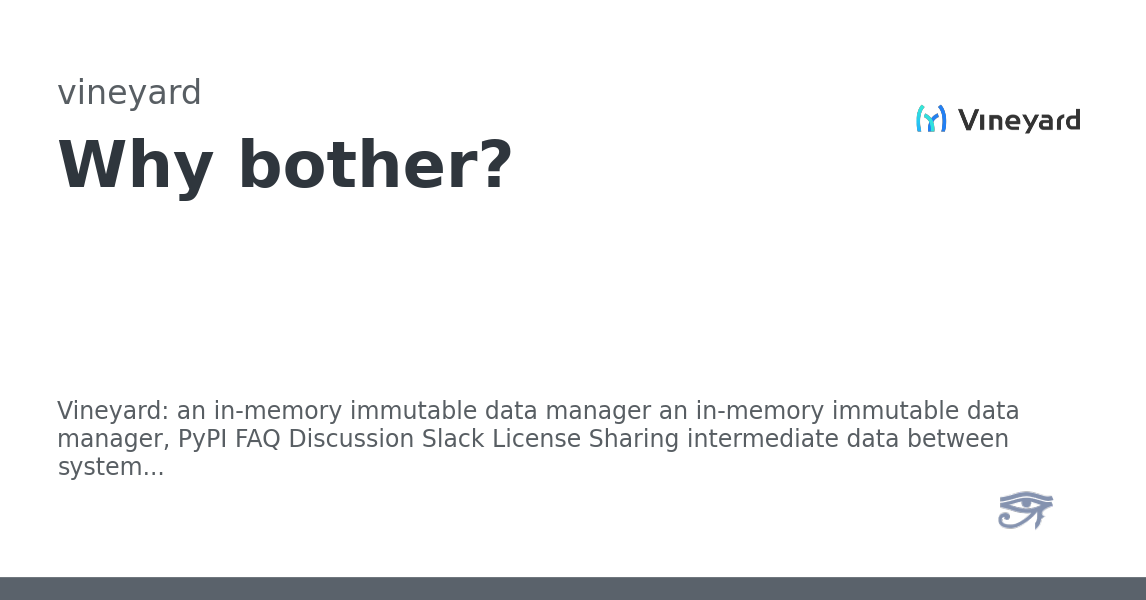 vineyard
Vineyard
Why bother?
Vineyard: an in-memory immutable data manager an in-memory immutable data
manager, PyPI FAQ Discussion Slack License Sharing intermediate data between
system...